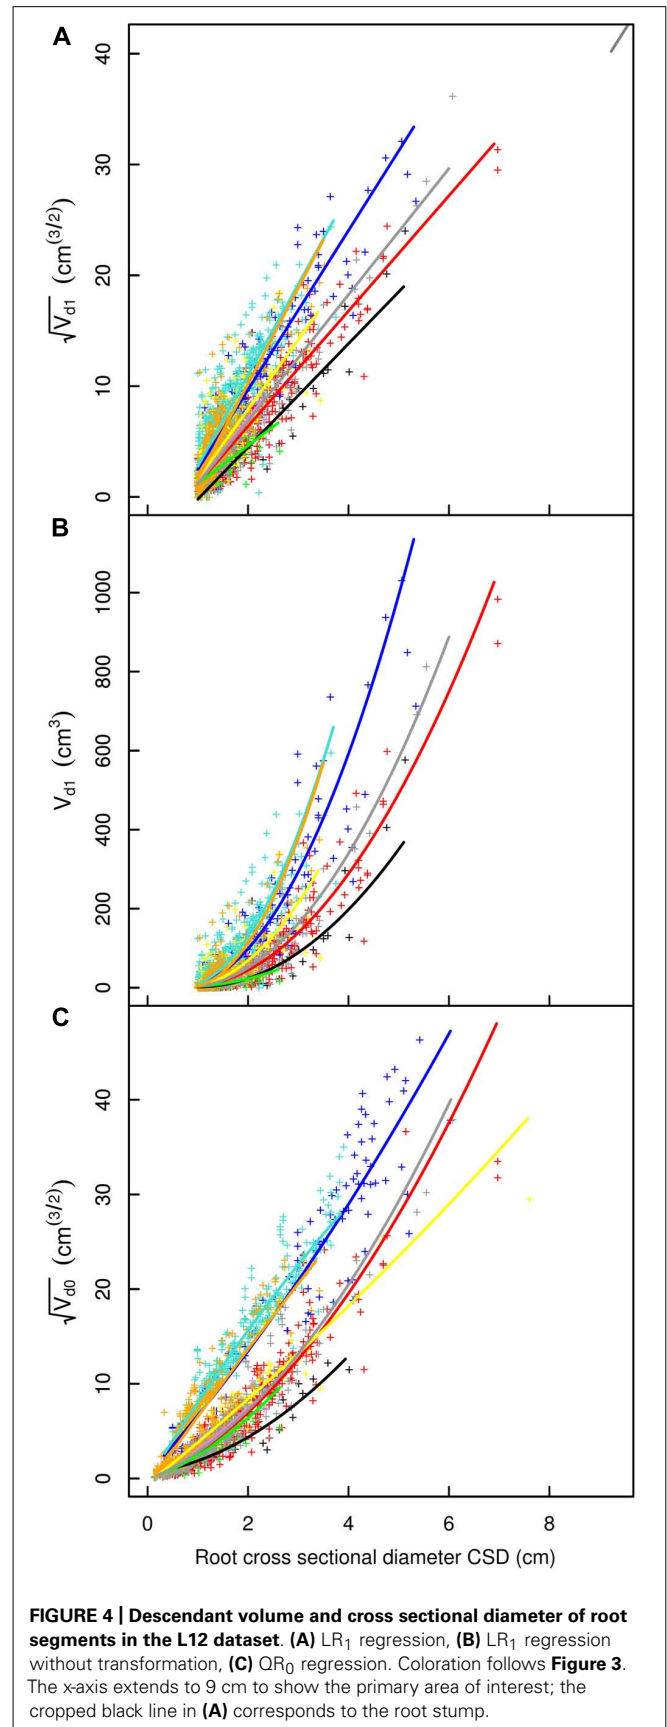 A
40
30
20
10
0
√Vd1 (cm(3/2))
B
1000
800
600
400
200
0
Vd1 (cm3)
C
40
30
20
10
0
√Vd0 (cm(3/2))
0 2 4 6 8
Root cross sectional diameter CSD (cm)
FIGURE 4 | Descendant volume and cross sectional diameter of root
segments in the L12 dataset. (A) LR1 regression, (B) LR1 regression
without transformation, (C) QR0 regression. Coloration follows Figure 3.
The x-axis extends to 9 cm to show the primary area of interest; the
cropped black line in (A) corresponds to the root stump.